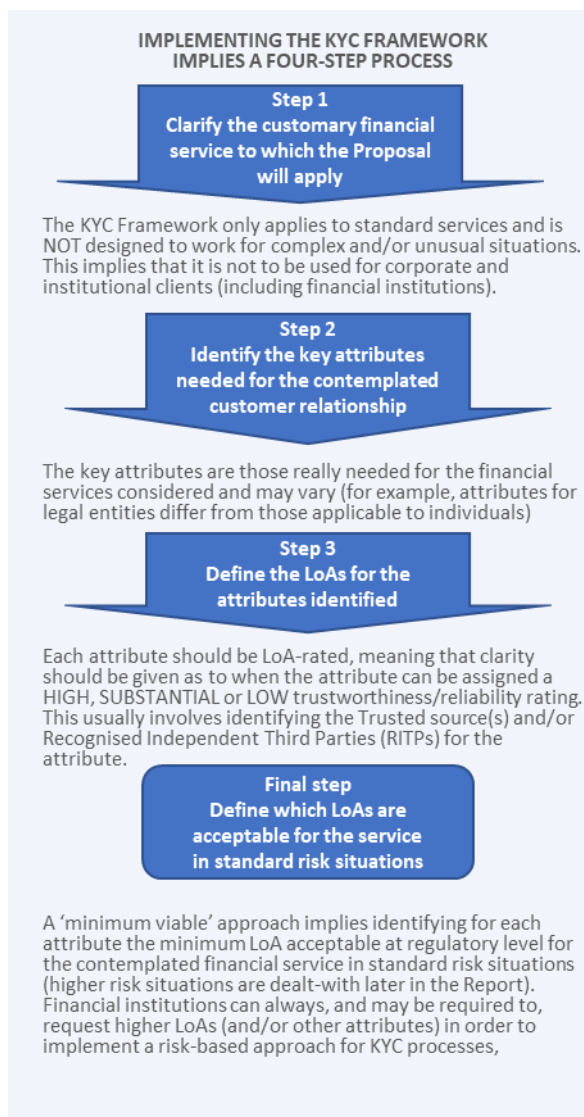 IMPLEMENTING THE KYC FRAMEWORK
IMPLIES A FOUR-STEP PROCESS
Step 1
Clarify the customary financial
service to which the Proposal
will apply
The KYC Framework only applies to standard services and is
NOT designed to work for complex and/or unusual situations.
This implies that it is not to be used for corporate and
institutional clients (including financial institutions).
Step 2
Identify the key attributes
needed for the contemplated
customer relationship
The key attributes are those really needed for the financial
services considered and may vary (for example, attributes for
legal entities differ from those applicable to individuals)
Step 3
Define the LoAs for the
attributes identified
Each attribute should be LoA-rated, meaning that clarity
should be given as to when the attribute can be assigned a
HIGH, SUBSTANTIAL or LOW trustworthiness/reliability rating.
This usually involves identifying the Trusted source(s) and/or
Recognised Independent Third Parties (RITPs) for the
attribute.
Final step
Define which LoAs are
acceptable for the service
in standard risk situations
A ‘minimum viable’ approach implies identifying for each
attribute the minimum LoA acceptable at regulatory level for
the contemplated financial service in standard risk situations
(higher risk situations are dealt-with later in the Report).
Financial institutions can always, and may be required to,
request higher LoAs (and/or other attributes) in order to
implement a risk-based approach for KYC processes,